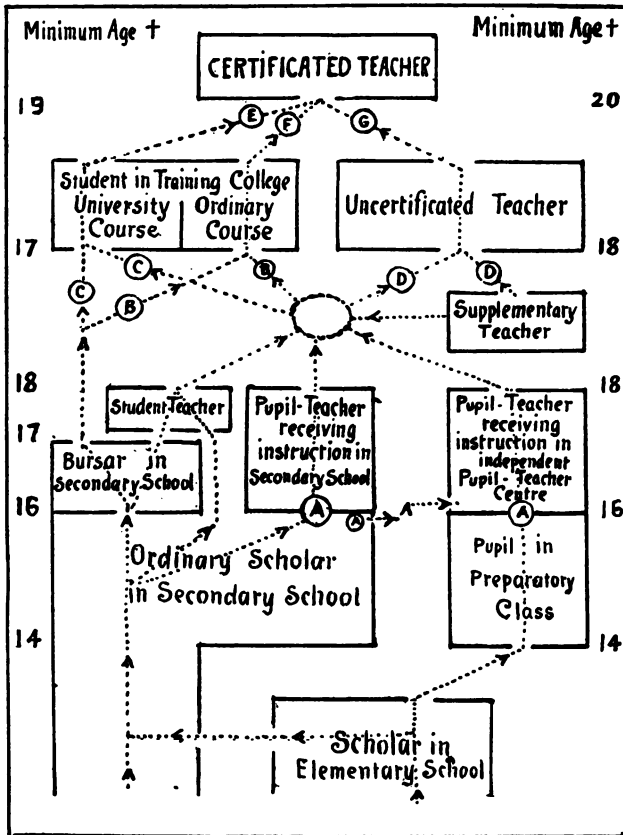 Minimum Age +
Minimum Age +
CERTIFICATED TEACHER
19
20
E
F
G
Student in Training College
University
Course
Ordinary
Course
Uncertificated Teacher
17
18
C
B
D
D
C
B
Supplementary
Teacher
18
18
Student Teacher
Pupil-Teacher
receiving
instruction in
Secondary School
Pupil-Teacher
receiving
instruction in
independent
Pupil-Teacher
Centre
17
Bursar in
Secondary School
16
16
A
A
A
Ordinary Scholar
in Secondary School
Pupil in
Preparatory
Class
14
14
Scholar in
Elementary School